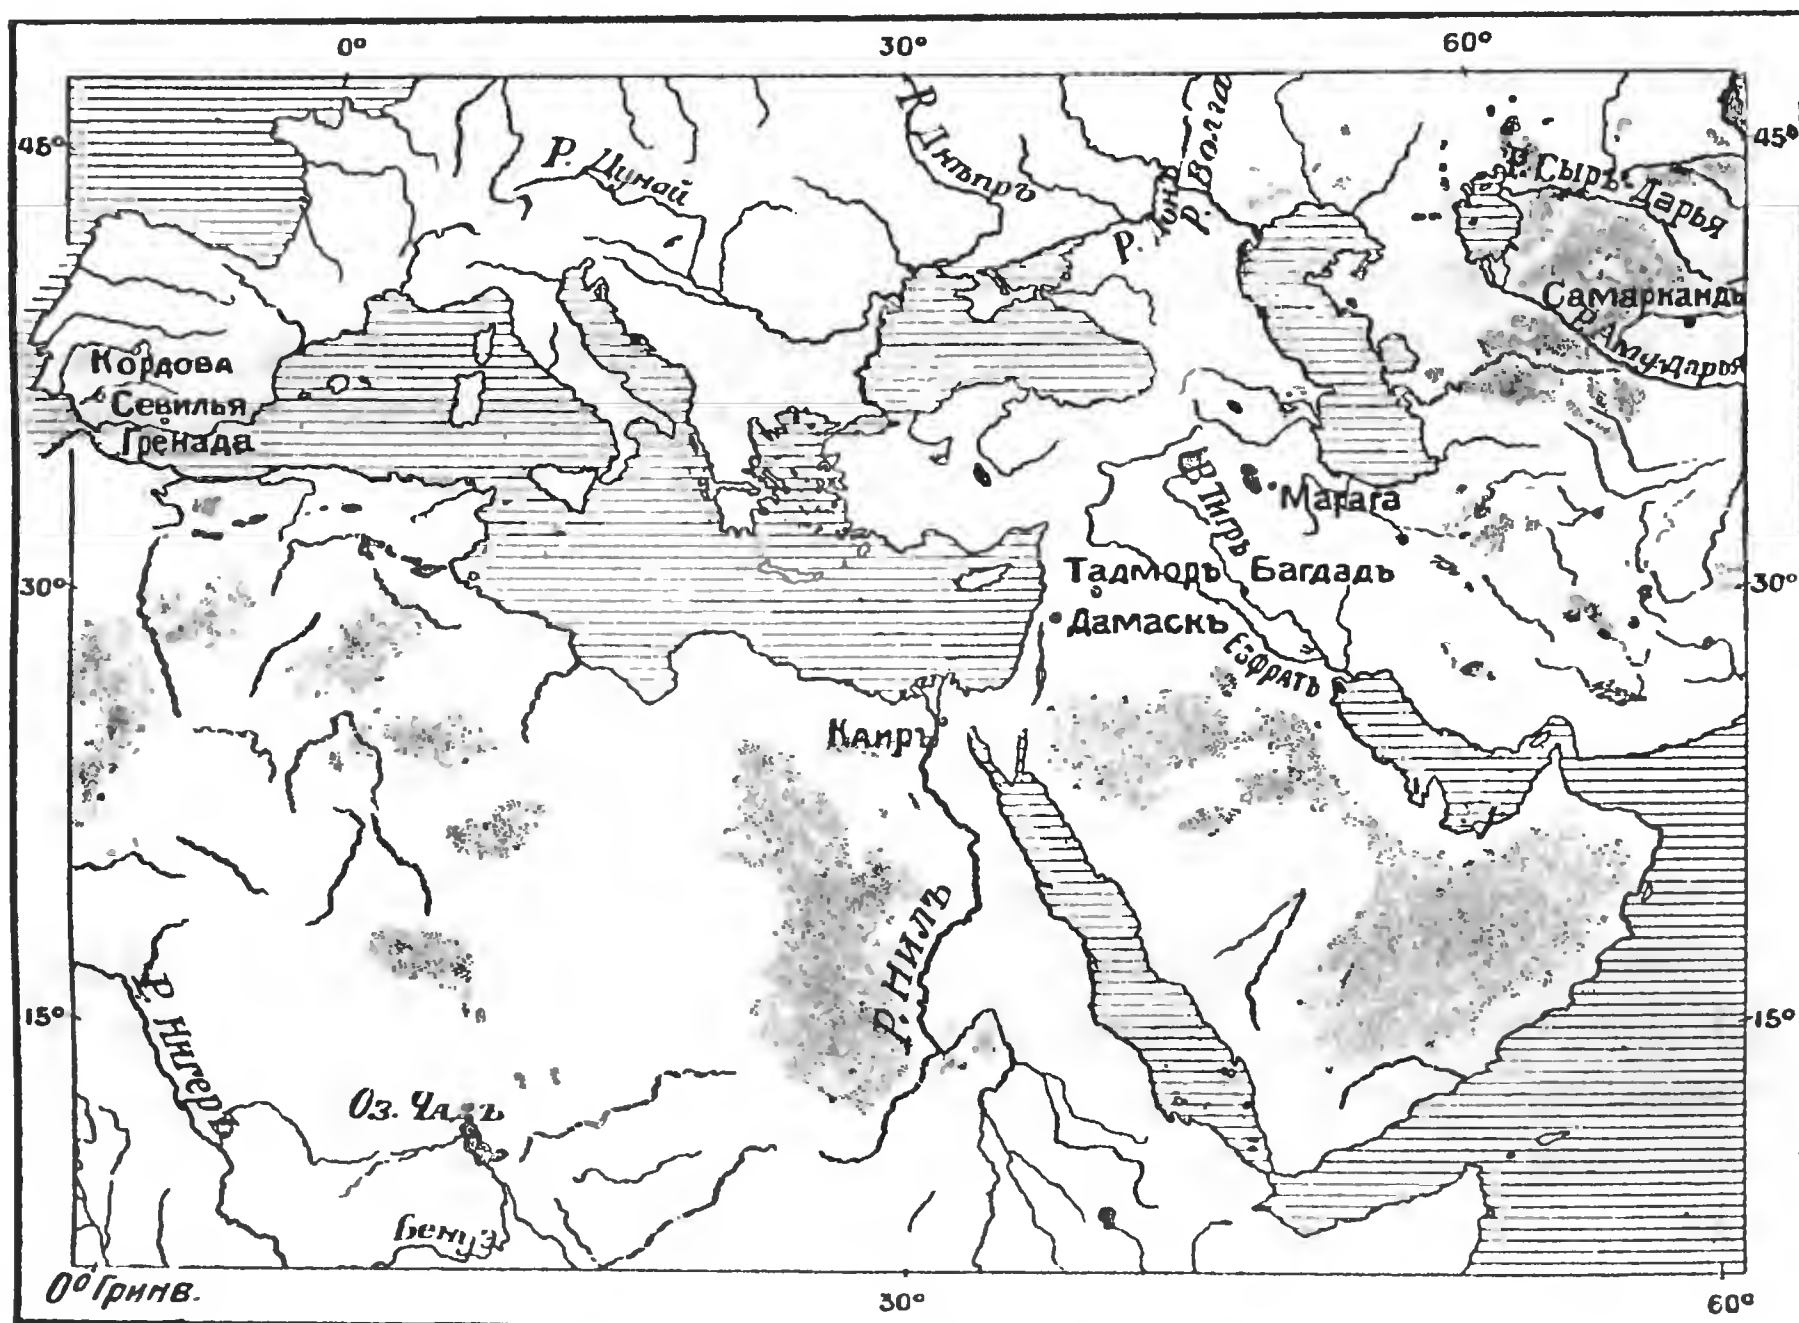 0° 30° 60°
45° 45°
Р. Дунай
Р. Днѣпръ
Р. Донъ
Р. Волга
Р. Сыръ-Дарья
Самаркандъ
Р. Аму-Дарья
Кордова
Севилья
Гренада
Марага
Р. Тигръ
30° 30°
Тадморъ Багдадъ
Дамаскъ
Евфратъ
Каиръ
Р. Нилъ
15° 15°
Р. Нигеръ
Оз. Чадъ
Бенуэ
0° Гринв. 30° 60°